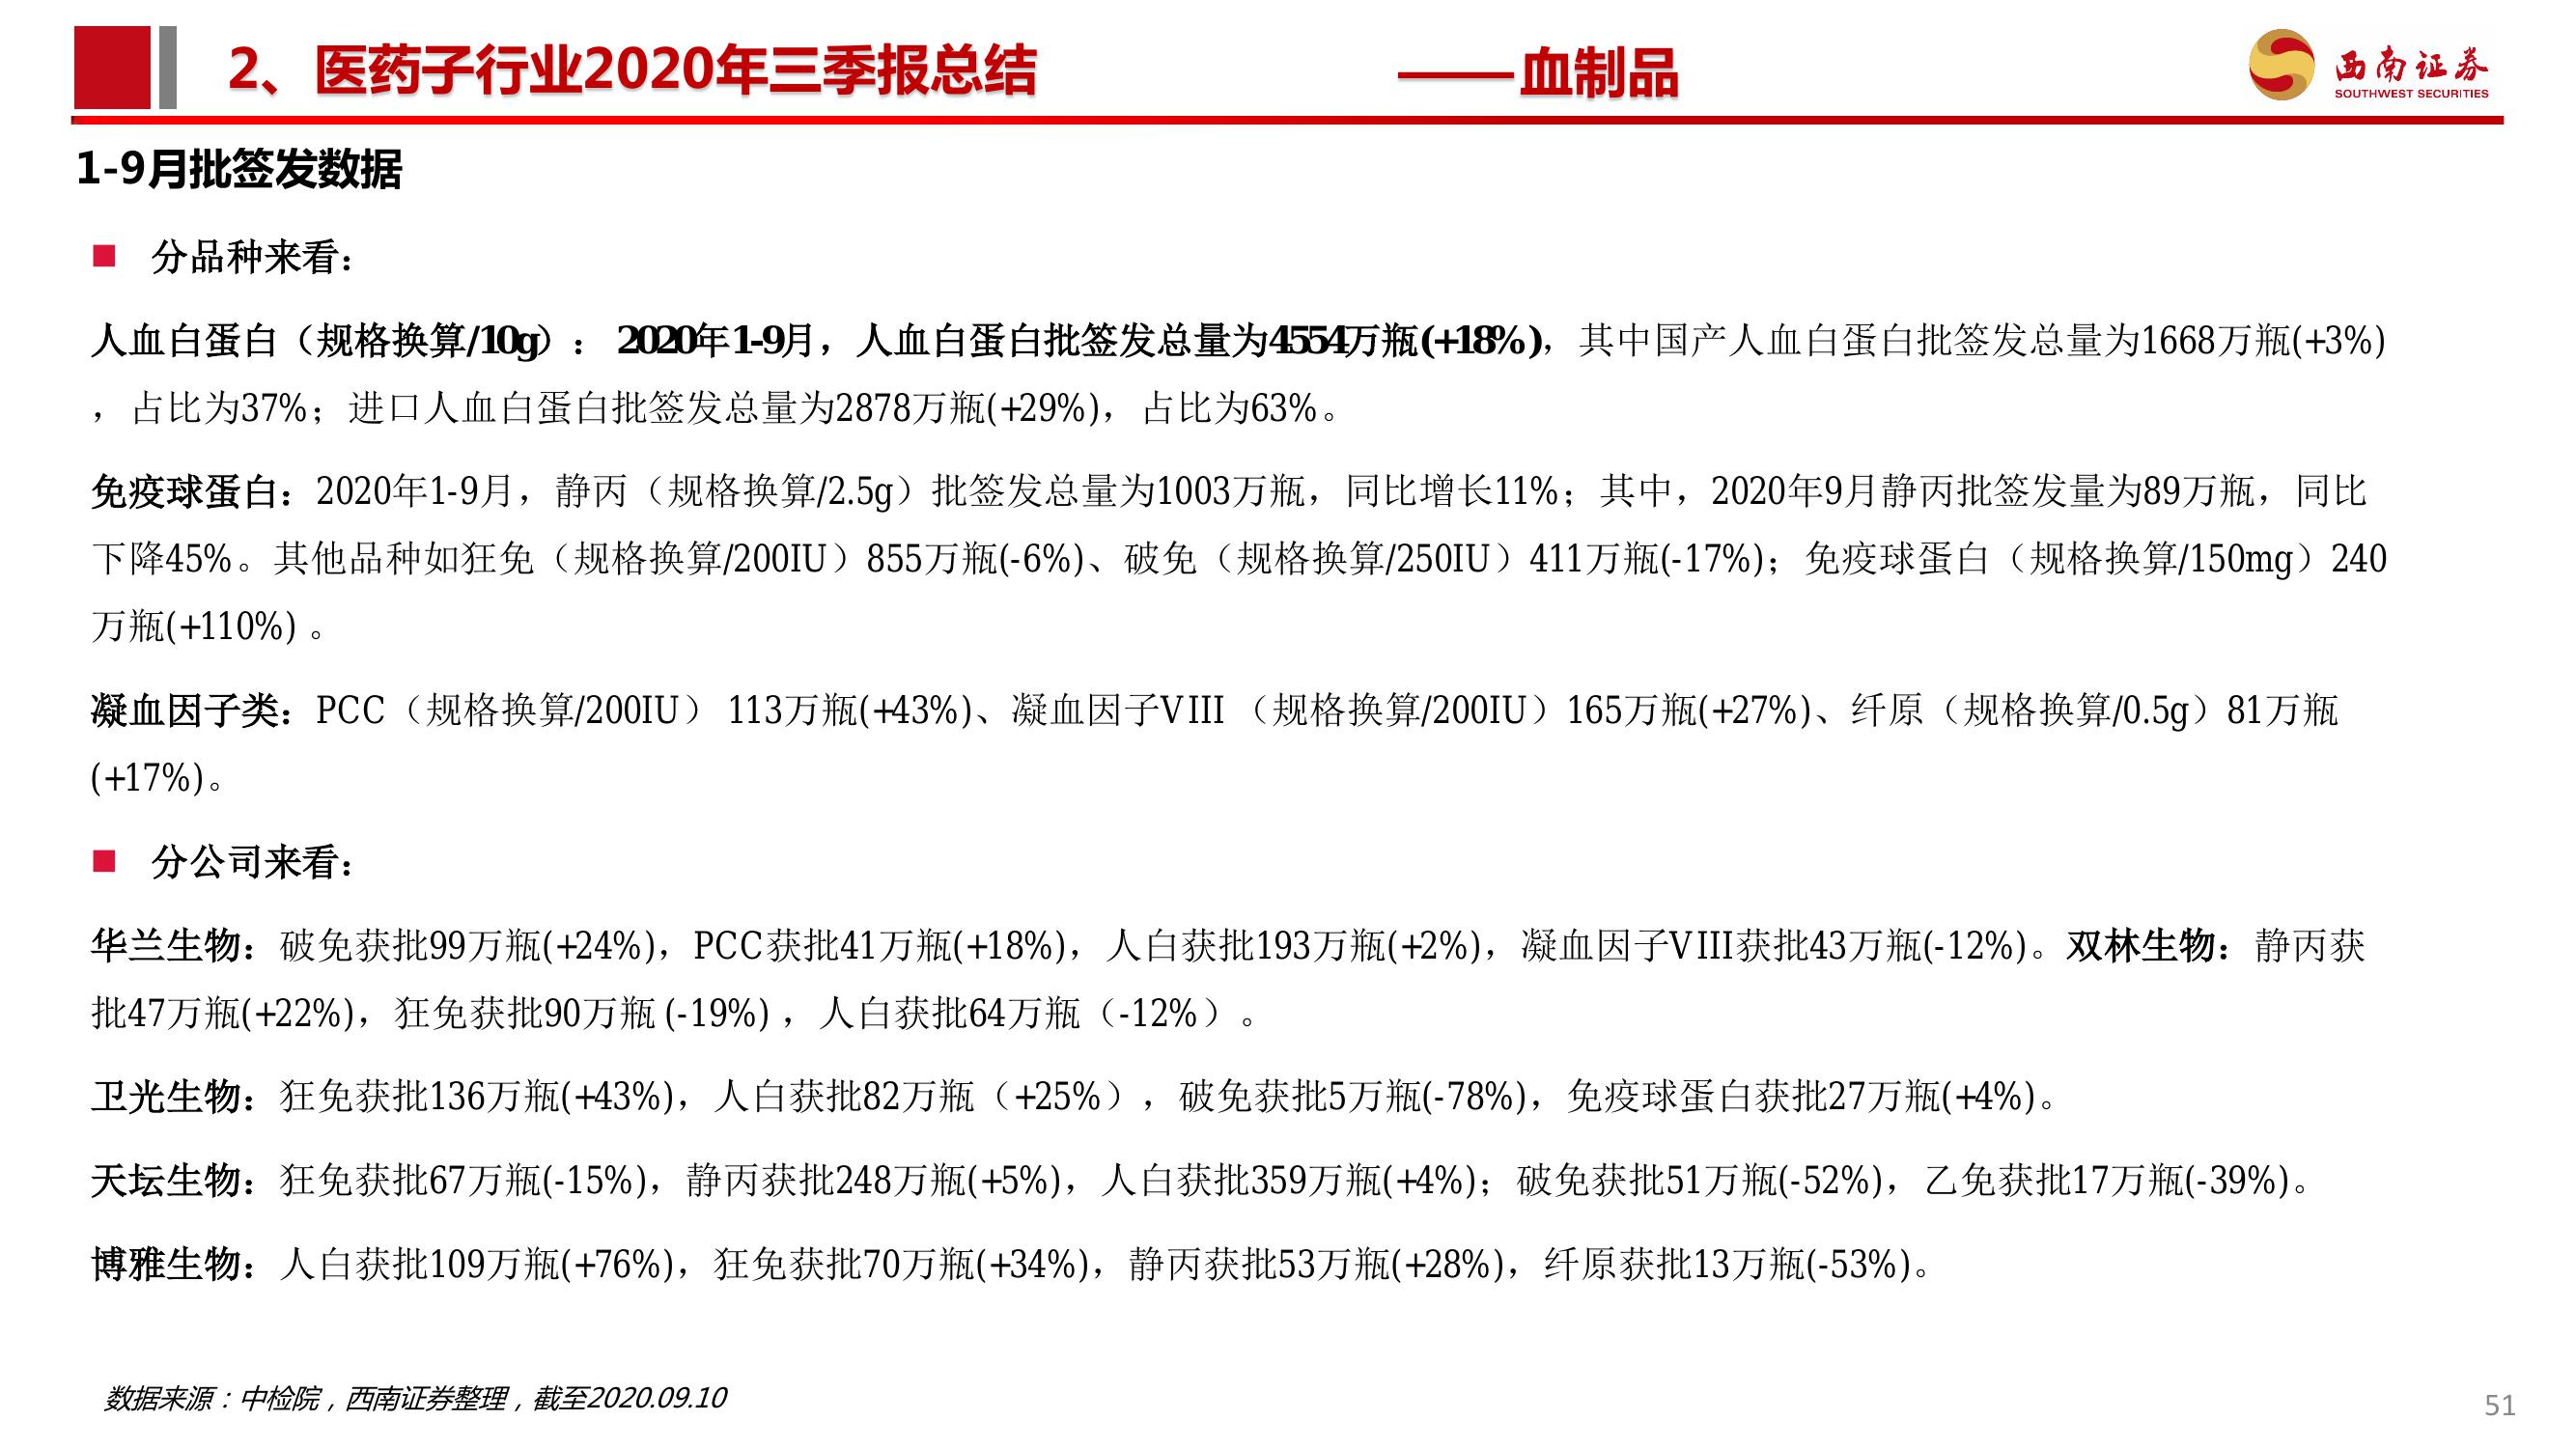 2、医药子行业2020年三季报总结 ——血制品
西南证券
SOUTHWEST SECURITIES
1-9月批签发数据
■ 分品种来看：
人血白蛋白（规格换算/10g）： 2020年1-9月，人血白蛋白批签发总量为4554万瓶(+18%)，其中国产人血白蛋白批签发总量为1668万瓶(+3%)
，占比为37%；进口人血白蛋白批签发总量为2878万瓶(+29%)，占比为63%。
免疫球蛋白：2020年1-9月，静丙（规格换算/2.5g）批签发总量为1003万瓶，同比增长11%；其中，2020年9月静丙批签发量为89万瓶，同比
下降45%。其他品种如狂免（规格换算/200IU）855万瓶(-6%)、破免（规格换算/250IU）411万瓶(-17%)；免疫球蛋白（规格换算/150mg）240
万瓶(+110%) 。
凝血因子类：PCC（规格换算/200IU） 113万瓶(+43%)、凝血因子VIII （规格换算/200IU）165万瓶(+27%)、纤原（规格换算/0.5g）81万瓶
(+17%)。
■ 分公司来看：
华兰生物：破免获批99万瓶(+24%)，PCC获批41万瓶(+18%)，人白获批193万瓶(+2%)，凝血因子VIII获批43万瓶(-12%)。双林生物：静丙获
批47万瓶(+22%)，狂免获批90万瓶 (-19%) ，人白获批64万瓶（-12%）。
卫光生物：狂免获批136万瓶(+43%)，人白获批82万瓶（+25%），破免获批5万瓶(-78%)，免疫球蛋白获批27万瓶(+4%)。
天坛生物：狂免获批67万瓶(-15%)，静丙获批248万瓶(+5%)，人白获批359万瓶(+4%)；破免获批51万瓶(-52%)，乙免获批17万瓶(-39%)。
博雅生物：人白获批109万瓶(+76%)，狂免获批70万瓶(+34%)，静丙获批53万瓶(+28%)，纤原获批13万瓶(-53%)。
数据来源：中检院，西南证券整理，截至2020.09.10
51